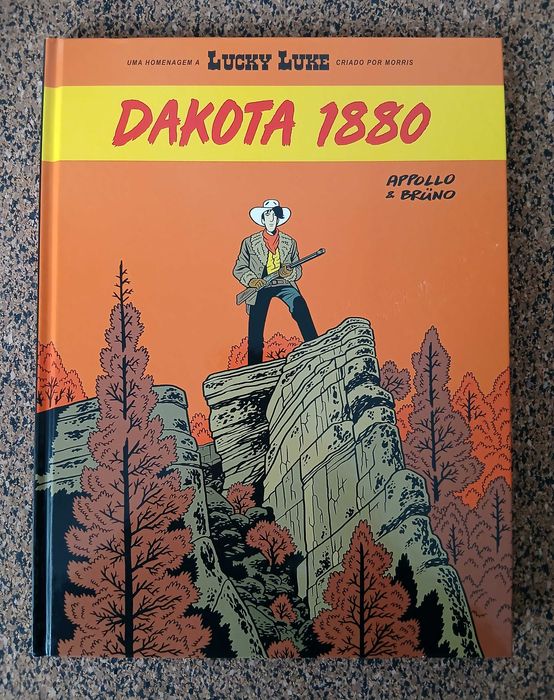 UMA HOMENAGEM A LUCKY LUKE CRIADO POR MORRIS
DAKOTA 1880
APPOLLO
& BRÜNO